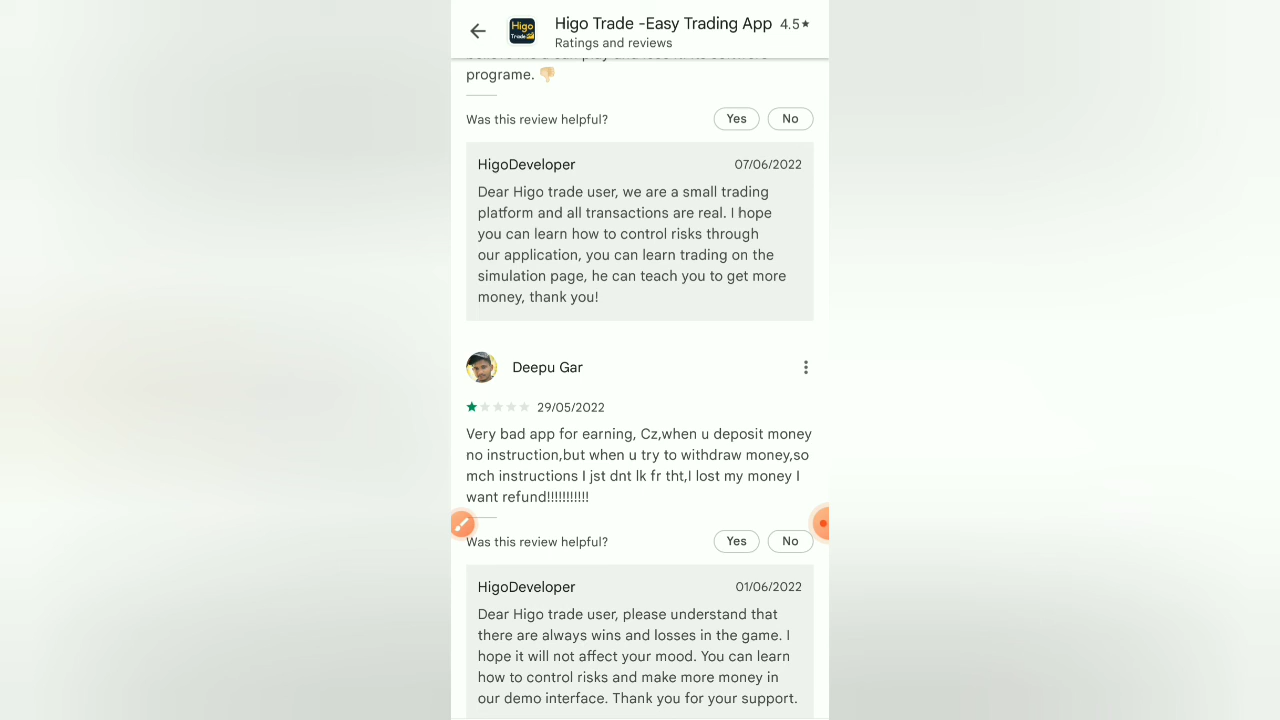 Higo Trade -Easy Trading App 4.5★
Ratings and reviews
programe. 👎🏼
Was this review helpful? Yes No
HigoDeveloper 07/06/2022
Dear Higo trade user, we are a small trading
platform and all transactions are real. I hope
you can learn how to control risks through
our application, you can learn trading on the
simulation page, he can teach you to get more
money, thank you!
Deepu Gar
29/05/2022
Very bad app for earning, Cz,when u deposit money
no instruction,but when u try to withdraw money,so
mch instructions I jst dnt lk fr tht,I lost my money I
want refund!!!!!!!!!!!
Was this review helpful? Yes No
HigoDeveloper 01/06/2022
Dear Higo trade user, please understand that
there are always wins and losses in the game. I
hope it will not affect your mood. You can learn
how to control risks and make more money in
our demo interface. Thank you for your support.